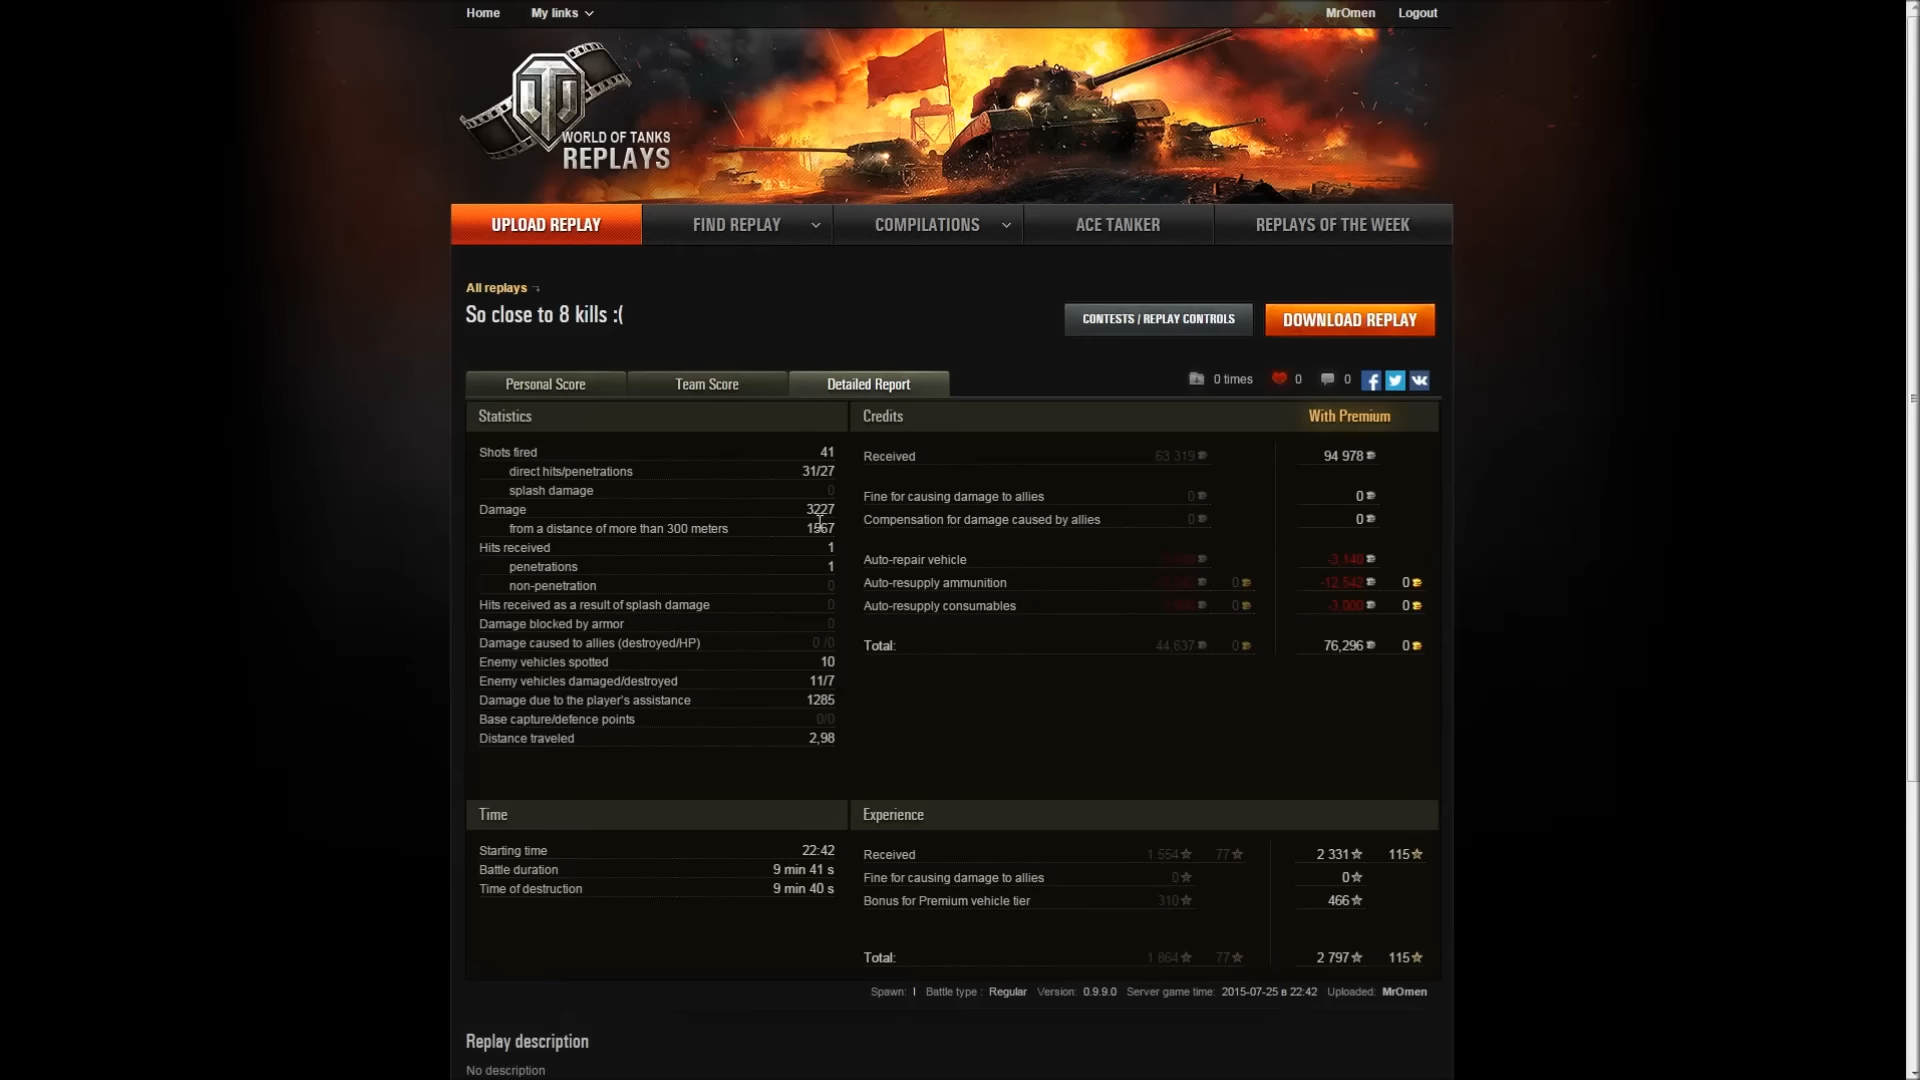 Home My links MrOmen Logout
WORLD OF TANKS
REPLAYS
UPLOAD REPLAY FIND REPLAY COMPILATIONS ACE TANKER REPLAYS OF THE WEEK
All replays
So close to 8 kills :(
CONTESTS / REPLAY CONTROLS DOWNLOAD REPLAY
Personal Score Team Score Detailed Report 0 times 0 0
Statistics Credits With Premium
Shots fired 41
direct hits/penetrations 31/27
splash damage 0
Damage 3227
from a distance of more than 300 meters 1567
Hits received 1
penetrations 1
non-penetration 0
Hits received as a result of splash damage 0
Damage blocked by armor 0
Damage caused to allies (destroyed/HP) 0 /0
Enemy vehicles spotted 10
Enemy vehicles damaged/destroyed 11/7
Damage due to the player's assistance 1285
Base capture/defence points 0/0
Distance traveled 2,98
Received 63 319 94 978
Fine for causing damage to allies 0 0
Compensation for damage caused by allies 0 0
Auto-repair vehicle -3 140
Auto-resupply ammunition 0 -12 542 0
Auto-resupply consumables 0 -3 000 0
Total: 44,637 0 76,296 0
Time Experience
Starting time 22:42
Battle duration 9 min 41 s
Time of destruction 9 min 40 s
Received 1 554 77 2 331 115
Fine for causing damage to allies 0 0
Bonus for Premium vehicle tier 310 466
Total: 1 864 77 2 797 115
Spawn: I Battle type : Regular Version: 0.9.9.0 Server game time: 2015-07-25 в 22:42 Uploaded: MrOmen
Replay description
No description